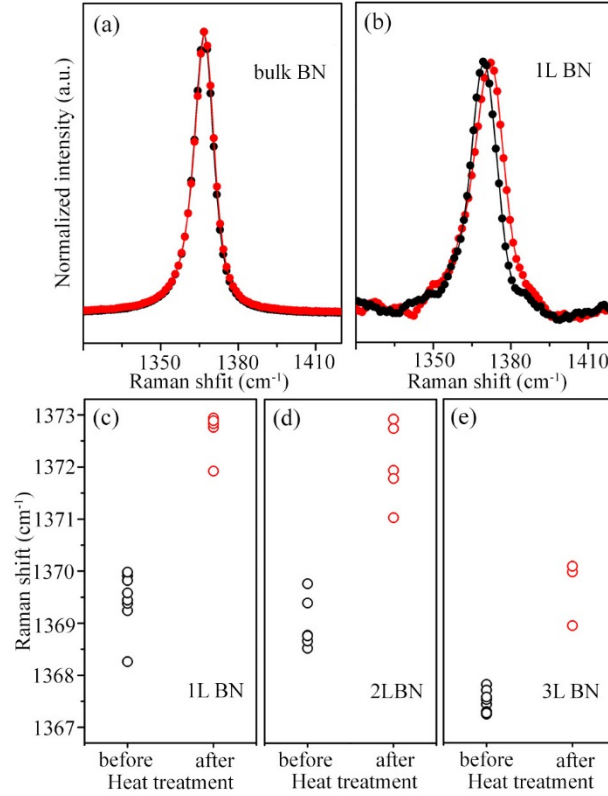 (a)
bulk BN
Normalized intensity (a.u.)
1350 1380 1410
Raman shfit (cm⁻¹)
(b)
1L BN
1350 1380 1410
Raman shift (cm⁻¹)
Raman shift (cm⁻¹)
1373
1372
1371
1370
1369
1368
1367
(c)
1L BN
before after
Heat treatment
(d)
2LBN
before after
Heat treatment
(e)
3L BN
before after
Heat treatment